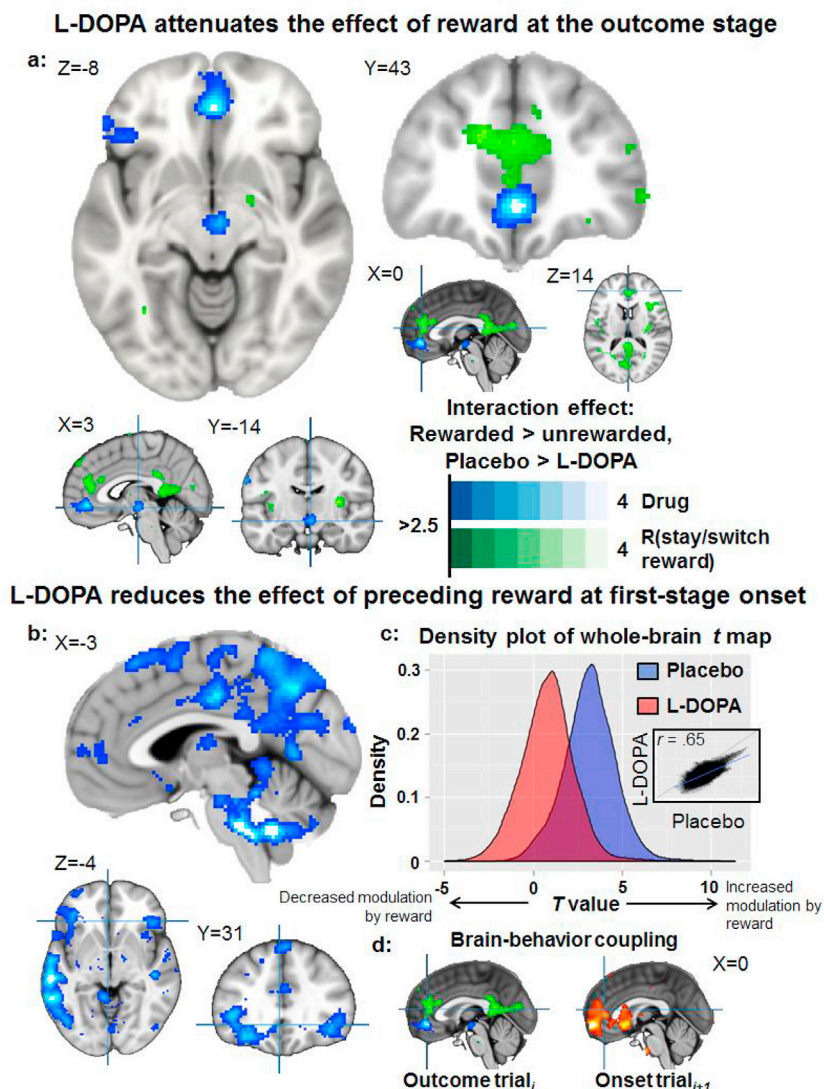 L-DOPA attenuates the effect of reward at the outcome stage
a: Z=-8
Y=43
X=0
Z=14
X=3
Y=-14
Interaction effect:
Rewarded > unrewarded,
Placebo > L-DOPA
>2.5
4 Drug
4 R(stay/switch
reward)
L-DOPA reduces the effect of preceding reward at first-stage onset
b: X=-3
Z=-4
Y=31
c: Density plot of whole-brain t map
Placebo
L-DOPA
0.3
0.2
0.1
0
Density
r = .65
L-DOPA
Placebo
-5 0 5 10
Decreased modulation
by reward
T value
Increased
modulation by
reward
d: Brain-behavior coupling
X=0
Outcome trial i
Onset trial i+1